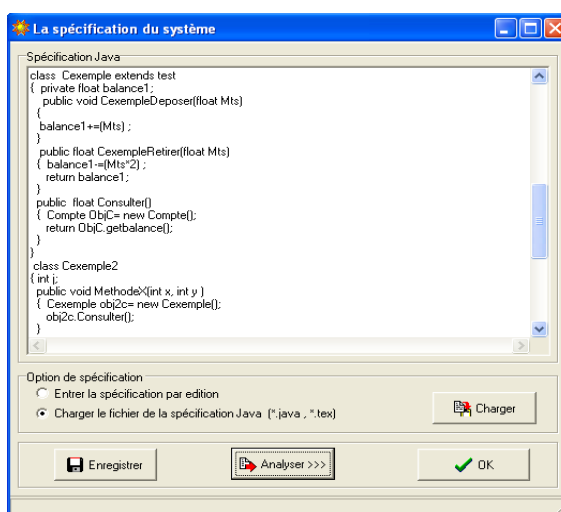 La spécification du système
Spécification Java
class  Cexemple extends test
{ private float balance1;
public void CexempleDeposer(float Mts)
{
balance1+=(Mts) ;
}
public float CexempleRetirer(float Mts)
{ balance1-=(Mts*2) ;
return balance1;
}
public  float Consulter()
{ Compte ObjC= new Compte();
return ObjC.getbalance();
}
}
class Cexemple2
{ int j;
public void MethodeX(int x, int y )
{ Cexemple obj2c= new Cexemple();
obj2c.Consulter();
}
Option de spécification
Entrer la spécification par edition
Charger le fichier de la spécification Java  (*.java , *.tex)
Charger
Enregistrer
Analyser >>>
OK